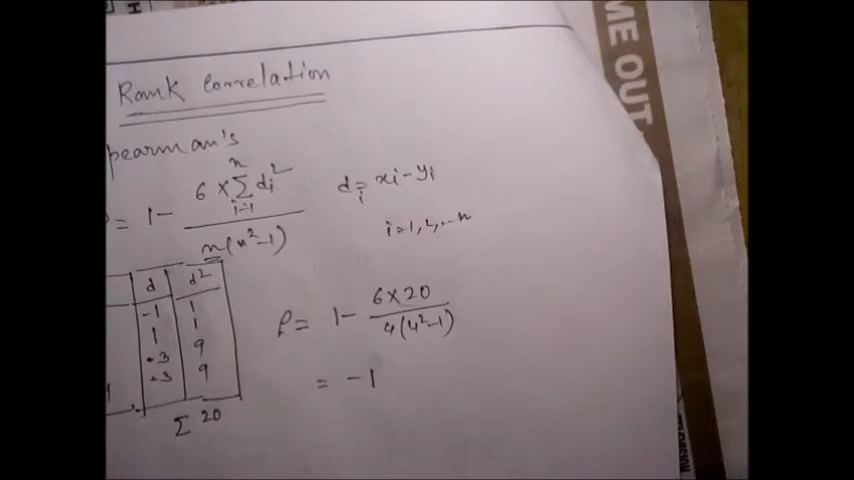 Rank correlation
pearman's
= 1 - 6 × n Σ i=1 di² / n(n²-1)
di = xi - yi
i=1, 2, ... n
d d²
-1 1
1 1
-3 9
-3 9
Σ 20
ρ = 1 - 6×20 / 4(4²-1)
= -1
ME OUT